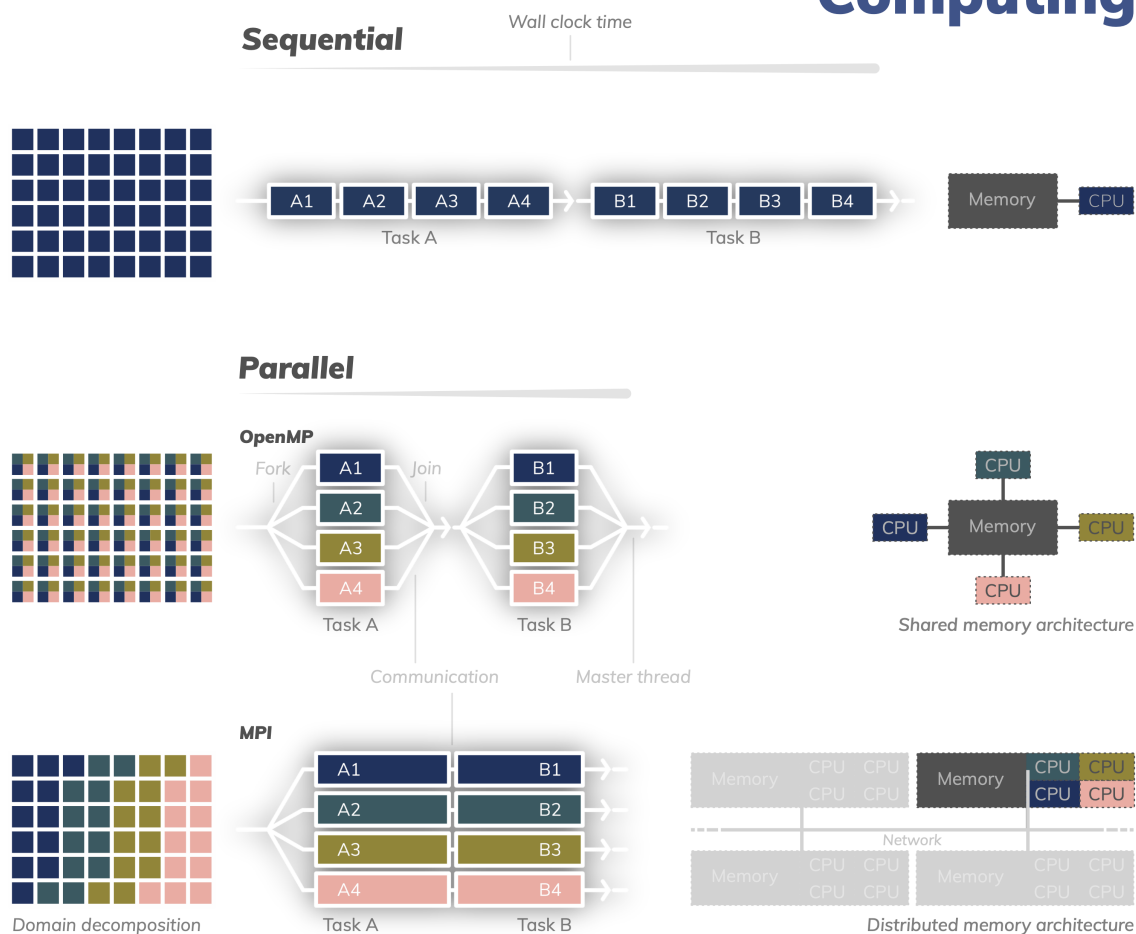 Computing
Wall clock time
Sequential
A1 A2 A3 A4 B1 B2 B3 B4
Memory CPU
Task A Task B
Parallel
OpenMP
Fork A1 Join B1
CPU
A2 B2
CPU Memory CPU
A3 B3
A4 B4
CPU
Task A Task B
Shared memory architecture
Communication Master thread
MPI
A1 B1
Memory CPU CPU Memory CPU CPU
CPU CPU CPU CPU
A2 B2
Network
A3 B3
Memory CPU CPU Memory CPU CPU
CPU CPU CPU CPU
A4 B4
Domain decomposition Task A Task B Distributed memory architecture